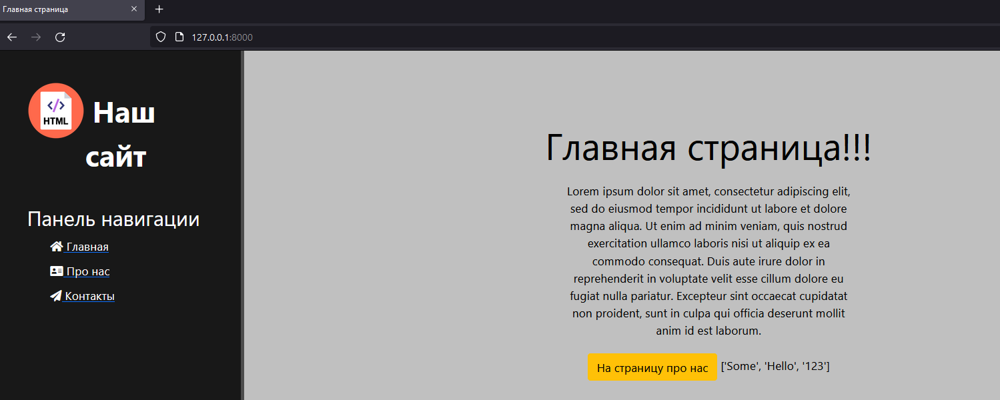 Главная страница
127.0.0.1:8000
</>
HTML
Наш
сайт
Панель навигации
Главная
Про нас
Контакты
Главная страница!!!
Lorem ipsum dolor sit amet, consectetur adipiscing elit,
sed do eiusmod tempor incididunt ut labore et dolore
magna aliqua. Ut enim ad minim veniam, quis nostrud
exercitation ullamco laboris nisi ut aliquip ex ea
commodo consequat. Duis aute irure dolor in
reprehenderit in voluptate velit esse cillum dolore eu
fugiat nulla pariatur. Excepteur sint occaecat cupidatat
non proident, sunt in culpa qui officia deserunt mollit
anim id est laborum.
На страницу про нас ['Some', 'Hello', '123']